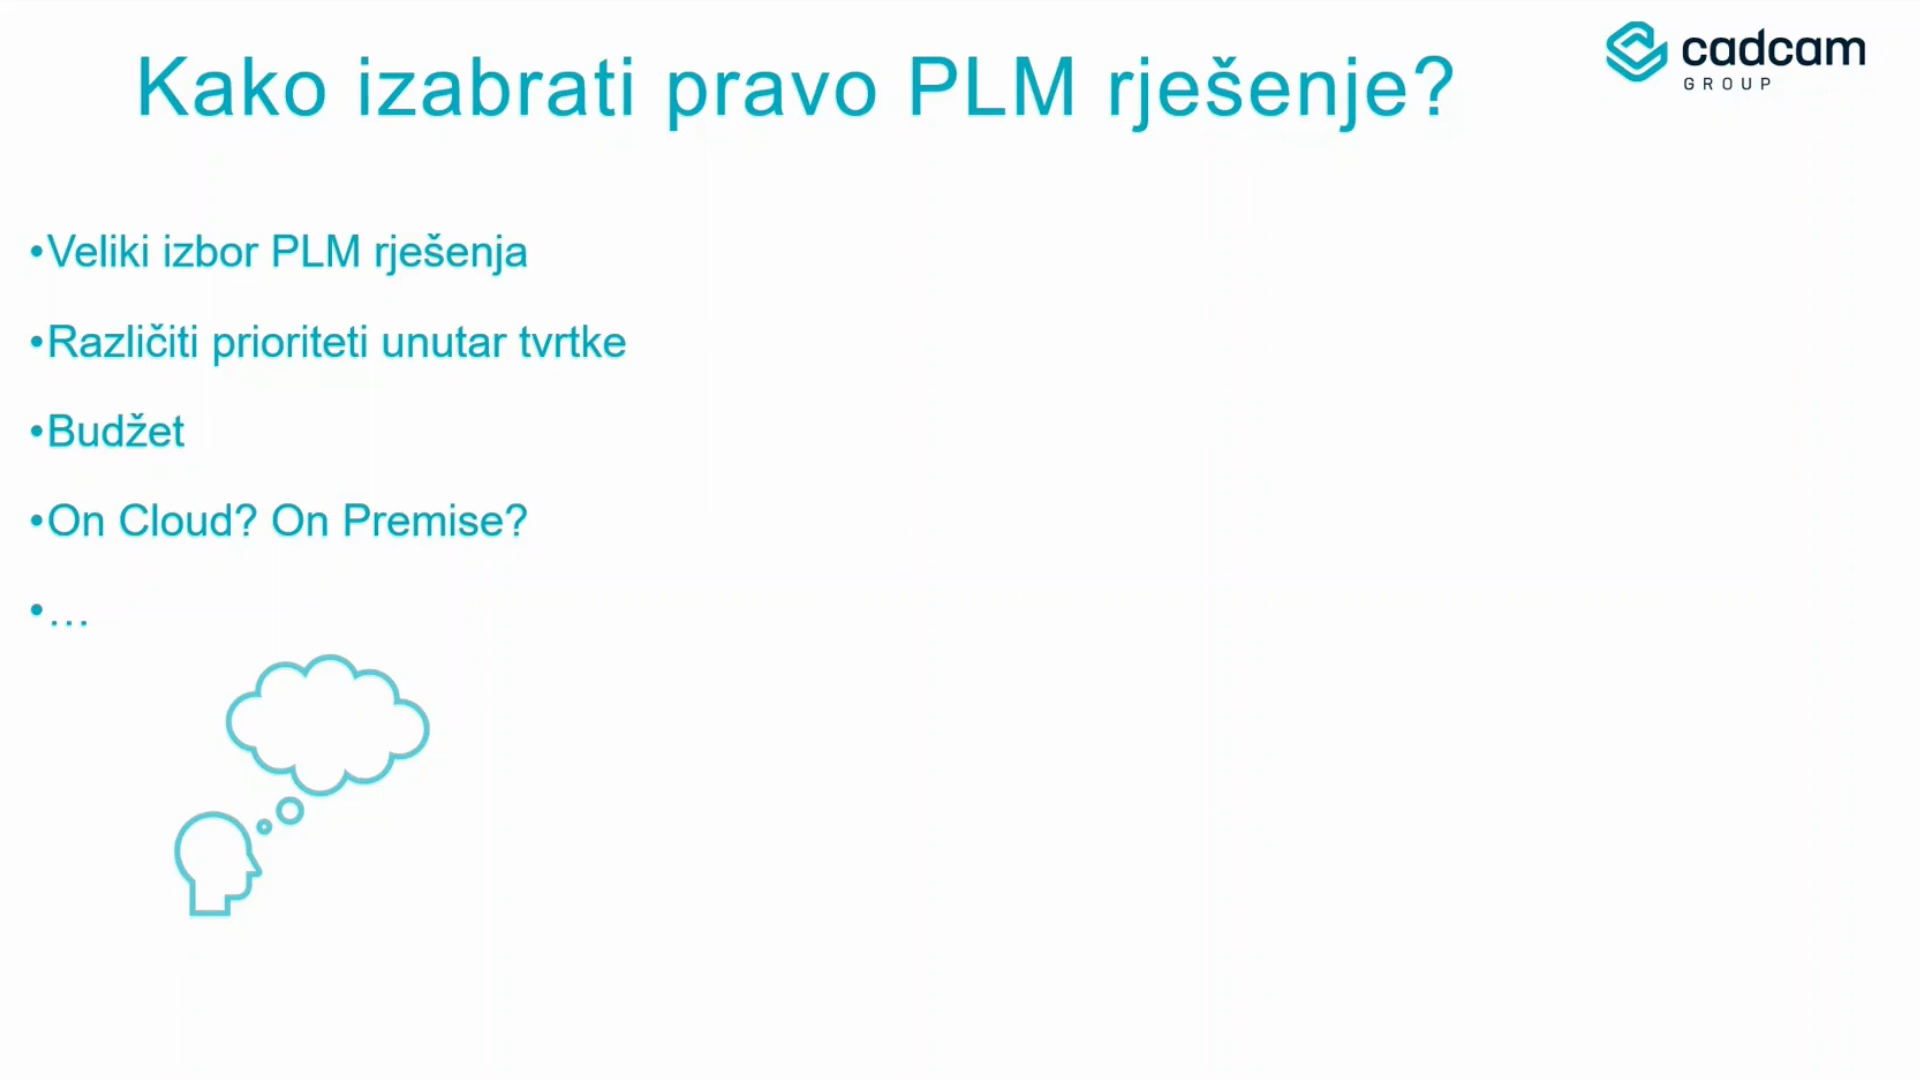 Kako izabrati pravo PLM rješenje?
cadcam
GROUP
•Veliki izbor PLM rješenja
•Različiti prioriteti unutar tvrtke
•Budžet
•On Cloud? On Premise?
•…